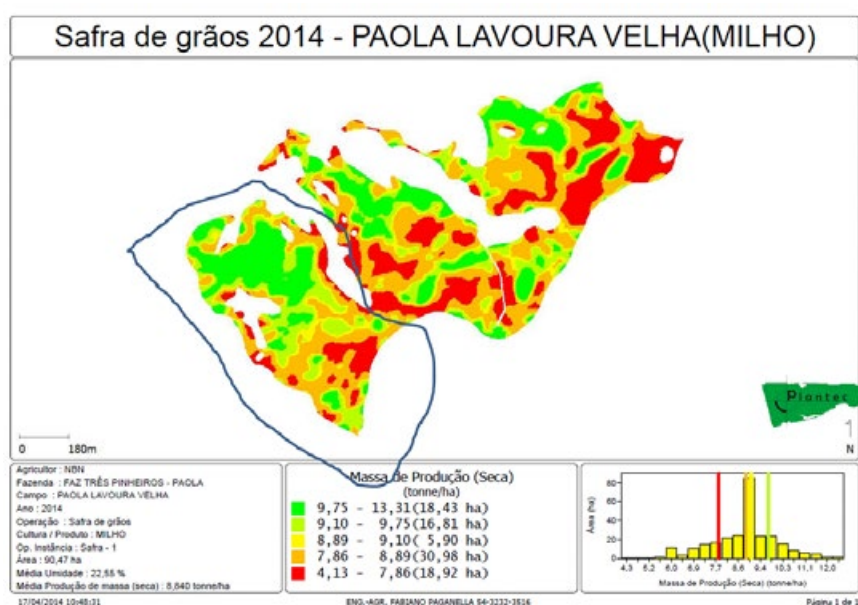 Safra de grãos 2014 - PAOLA LAVOURA VELHA(MILHO)
Plantec
0 180m
N
Agricultor : NBN
Fazenda : FAZ TRÊS PINHEIROS - PAOLA
Campo : PAOLA LAVOURA VELHA
Ano : 2014
Operação : Safra de grãos
Cultura / Produto : MILHO
Op. Instância : Safra - 1
Área : 90,47 ha
Média Umidade : 22,55 %
Média Produção de massa (seca) : 8,640 tonne/ha
Massa de Produção (Seca)
(tonne/ha)
9,75 - 13,31(18,43 ha)
9,10 - 9,75(16,81 ha)
8,89 - 9,10( 5,90 ha)
7,86 - 8,89(30,98 ha)
4,13 - 7,86(18,92 ha)
Área (ha)
80
60
40
20
0
4.3 5.2 6.0 6.9 7.7 8.6 9.4 10.3 11.1 12.0
Massa de Produção (Seca) (tonne/ha)
17/04/2014 10:48:31 ENG.-AGR. FABIANO PAGANELLA 54-3232-3516 Página 1 de 1